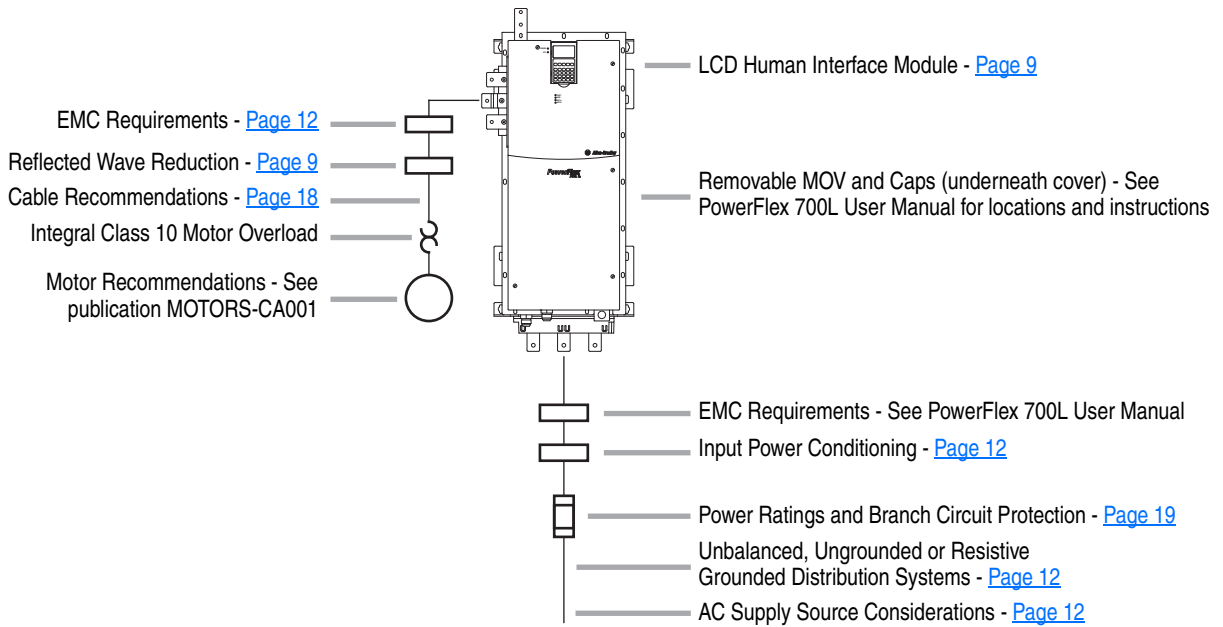 LCD Human Interface Module - Page 9
EMC Requirements - Page 12
Reflected Wave Reduction - Page 9
Cable Recommendations - Page 18
Integral Class 10 Motor Overload
Motor Recommendations - See
publication MOTORS-CA001
Allen-Bradley
PowerFlex
Removable MOV and Caps (underneath cover) - See
PowerFlex 700L User Manual for locations and instructions
EMC Requirements - See PowerFlex 700L User Manual
Input Power Conditioning - Page 12
Power Ratings and Branch Circuit Protection - Page 19
Unbalanced, Ungrounded or Resistive
Grounded Distribution Systems - Page 12
AC Supply Source Considerations - Page 12